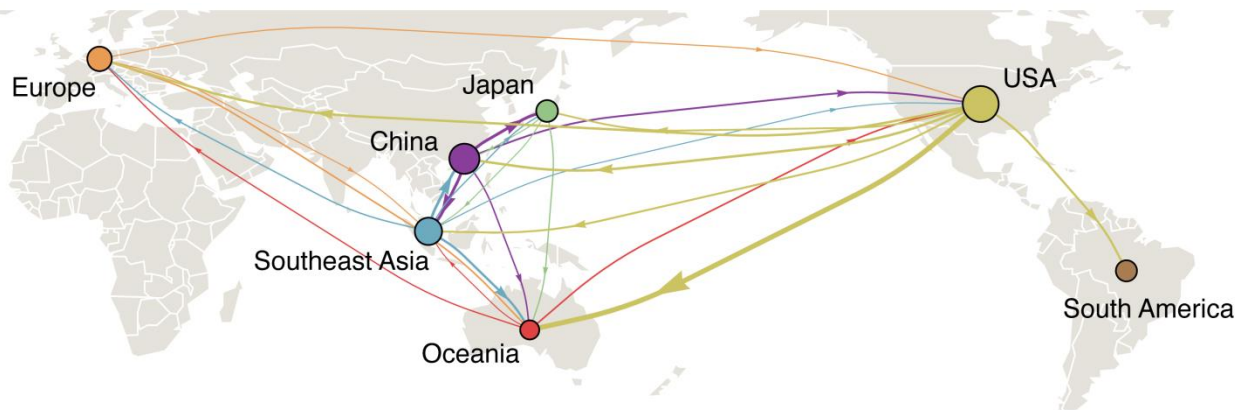 Europe
Japan
USA
China
Southeast Asia
South America
Oceania